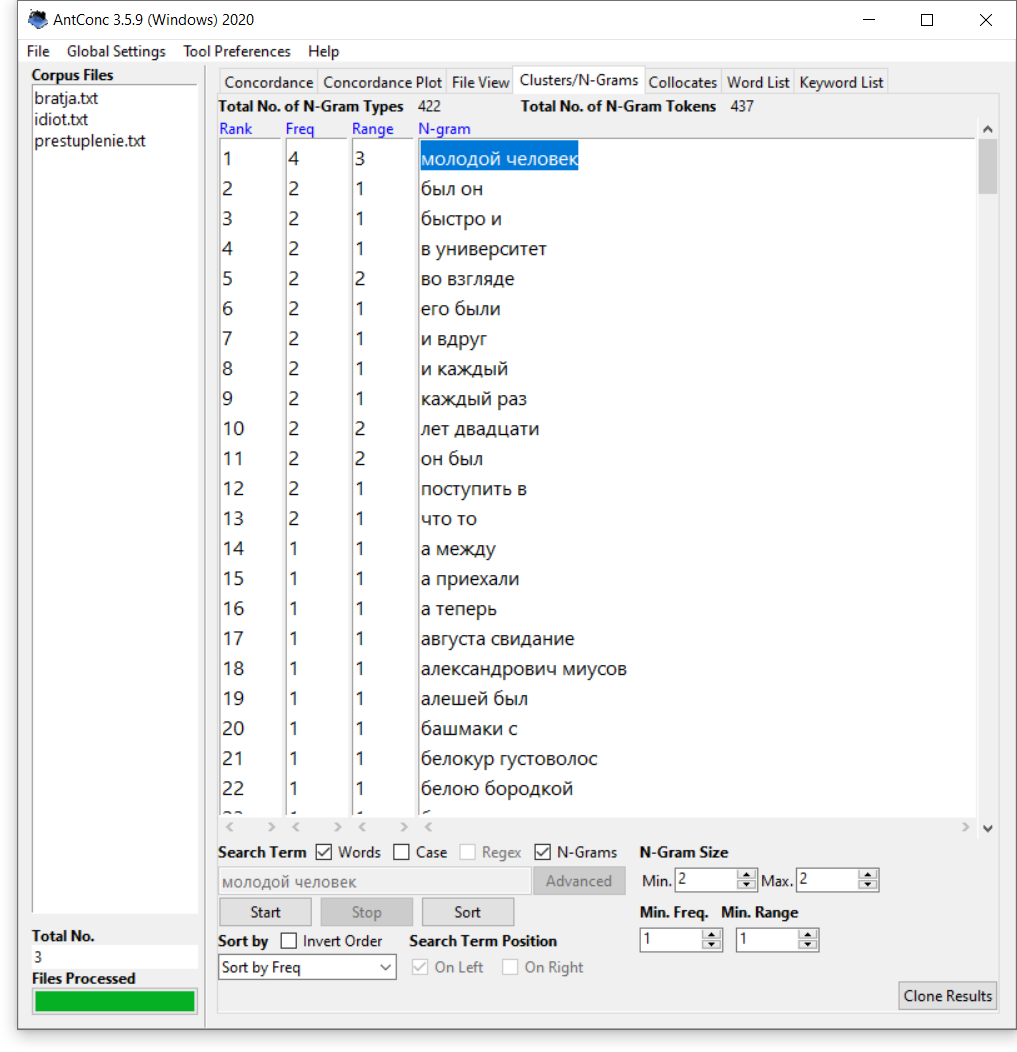 AntConc 3.5.9 (Windows) 2020
File Global Settings Tool Preferences Help
Corpus Files
bratja.txt
idiot.txt
prestuplenie.txt
Concordance Concordance Plot File View Clusters/N-Grams Collocates Word List Keyword List
Total No. of N-Gram Types 422 Total No. of N-Gram Tokens 437
Rank Freq Range N-gram
1 4 3 молодой человек
2 2 1 был он
3 2 1 быстро и
4 2 1 в университет
5 2 2 во взгляде
6 2 1 его были
7 2 1 и вдруг
8 2 1 и каждый
9 2 1 каждый раз
10 2 2 лет двадцати
11 2 2 он был
12 2 1 поступить в
13 2 1 что то
14 1 1 а между
15 1 1 а приехали
16 1 1 а теперь
17 1 1 августа свидание
18 1 1 александрович миусов
19 1 1 алешей был
20 1 1 башмаки с
21 1 1 белокур густоволос
22 1 1 белою бородкой
Search Term Words Case Regex N-Grams N-Gram Size
молодой человек Advanced Min. 2 Max. 2
Start Stop Sort Min. Freq. Min. Range
1 1
Sort by Invert Order Search Term Position
Sort by Freq On Left On Right
Total No.
3
Files Processed
Clone Results